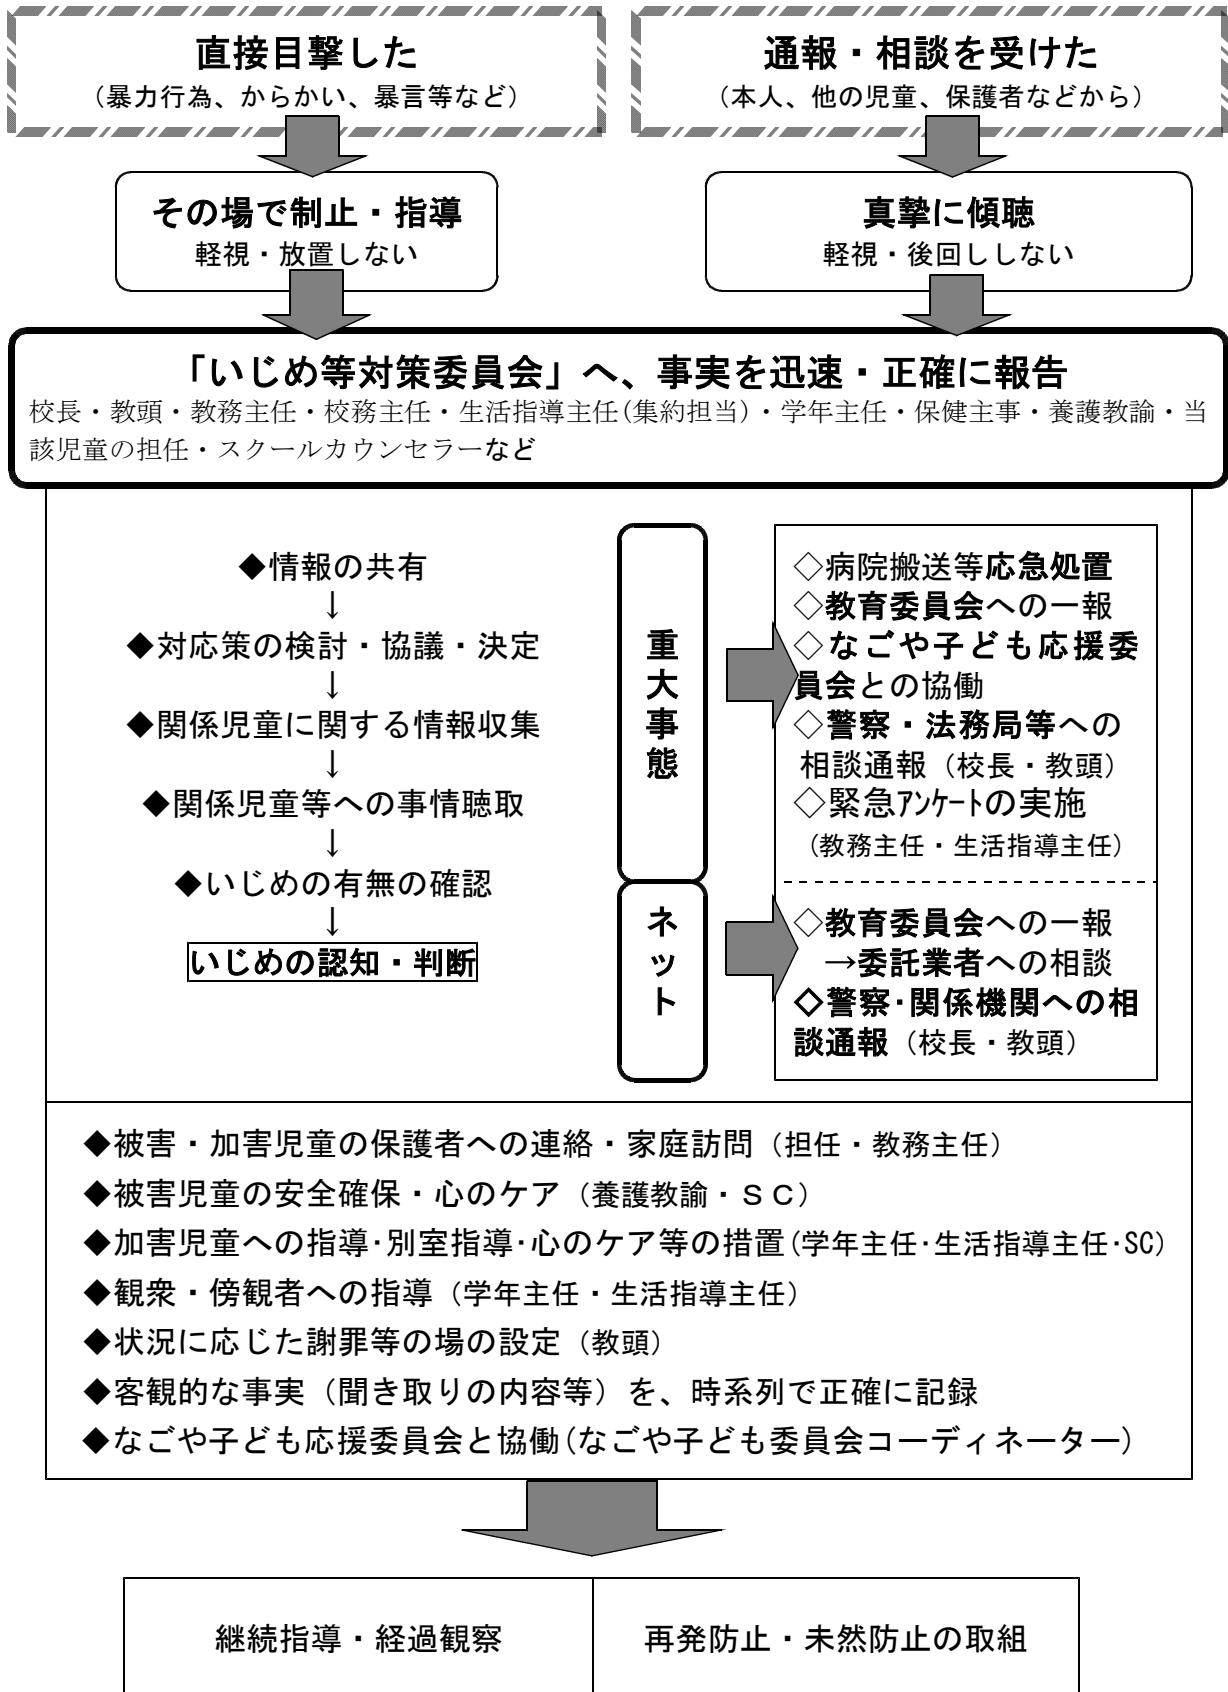 直接目撃した
（暴力行為、からかい、暴言等など）
通報・相談を受けた
（本人、他の児童、保護者などから）
その場で制止・指導
軽視・放置しない
真摯に傾聴
軽視・後回ししない
「いじめ等対策委員会」へ、事実を迅速・正確に報告
校長・教頭・教務主任・校務主任・生活指導主任(集約担当)・学年主任・保健主事・養護教諭・当
該児童の担任・スクールカウンセラーなど
◆情報の共有
↓
◆対応策の検討・協議・決定
↓
◆関係児童に関する情報収集
↓
◆関係児童等への事情聴取
↓
◆いじめの有無の確認
↓
いじめの認知・判断
重大事態
◇病院搬送等応急処置
◇教育委員会への一報
◇なごや子ども応援委
員会との協働
◇警察・法務局等への
相談通報（校長・教頭）
◇緊急ｱﾝｹｰﾄの実施
（教務主任・生活指導主任）
ネット
◇教育委員会への一報
→委託業者への相談
◇警察・関係機関への相
談通報（校長・教頭）
◆被害・加害児童の保護者への連絡・家庭訪問（担任・教務主任）
◆被害児童の安全確保・心のケア（養護教諭・ＳＣ）
◆加害児童への指導・別室指導・心のケア等の措置(学年主任・生活指導主任・SC)
◆観衆・傍観者への指導（学年主任・生活指導主任）
◆状況に応じた謝罪等の場の設定（教頭）
◆客観的な事実（聞き取りの内容等）を、時系列で正確に記録
◆なごや子ども応援委員会と協働(なごや子ども委員会コーディネーター)
継続指導・経過観察
再発防止・未然防止の取組